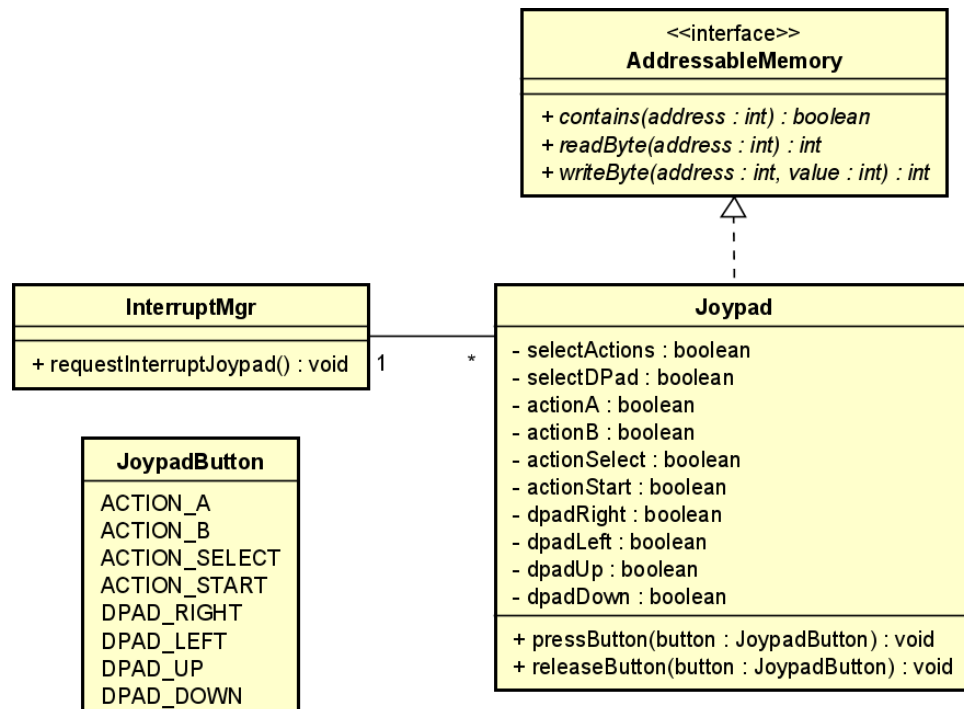 <<interface>>
AddressableMemory
+ contains(address : int) : boolean
+ readByte(address : int) : int
+ writeByte(address : int, value : int) : int
InterruptMgr
+ requestInterruptJoypad() : void
1
*
Joypad
- selectActions : boolean
- selectDPad : boolean
- actionA : boolean
- actionB : boolean
- actionSelect : boolean
- actionStart : boolean
- dpadRight : boolean
- dpadLeft : boolean
- dpadUp : boolean
- dpadDown : boolean
+ pressButton(button : JoypadButton) : void
+ releaseButton(button : JoypadButton) : void
JoypadButton
ACTION_A
ACTION_B
ACTION_SELECT
ACTION_START
DPAD_RIGHT
DPAD_LEFT
DPAD_UP
DPAD_DOWN